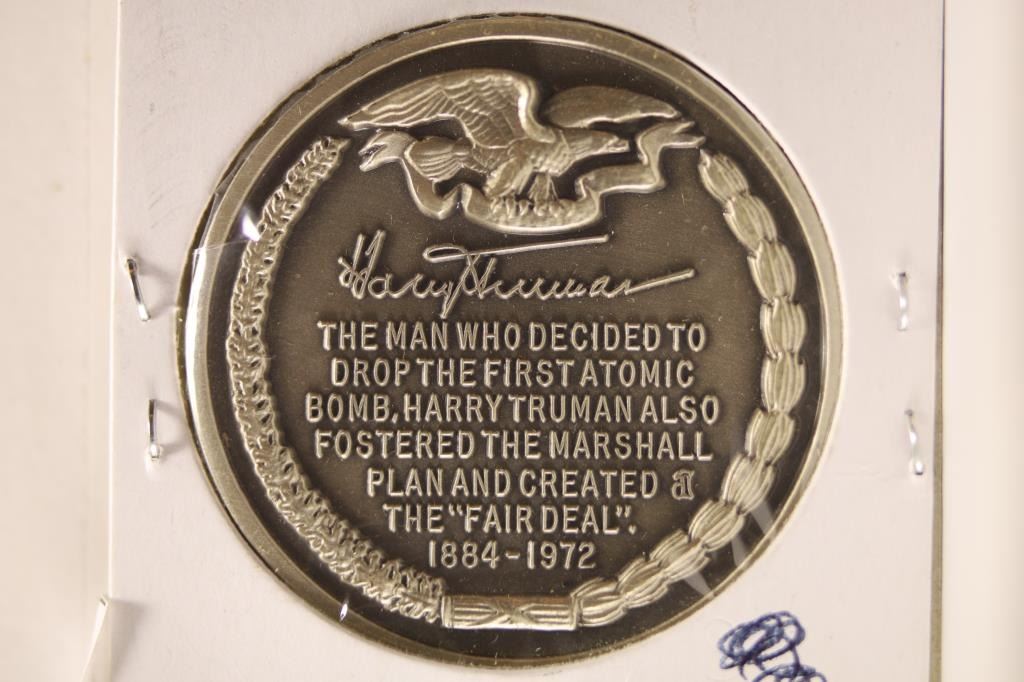 Harry Truman
THE MAN WHO DECIDED TO
DROP THE FIRST ATOMIC
BOMB, HARRY TRUMAN ALSO
FOSTERED THE MARSHALL
PLAN AND CREATED a
THE "FAIR DEAL".
1884-1972